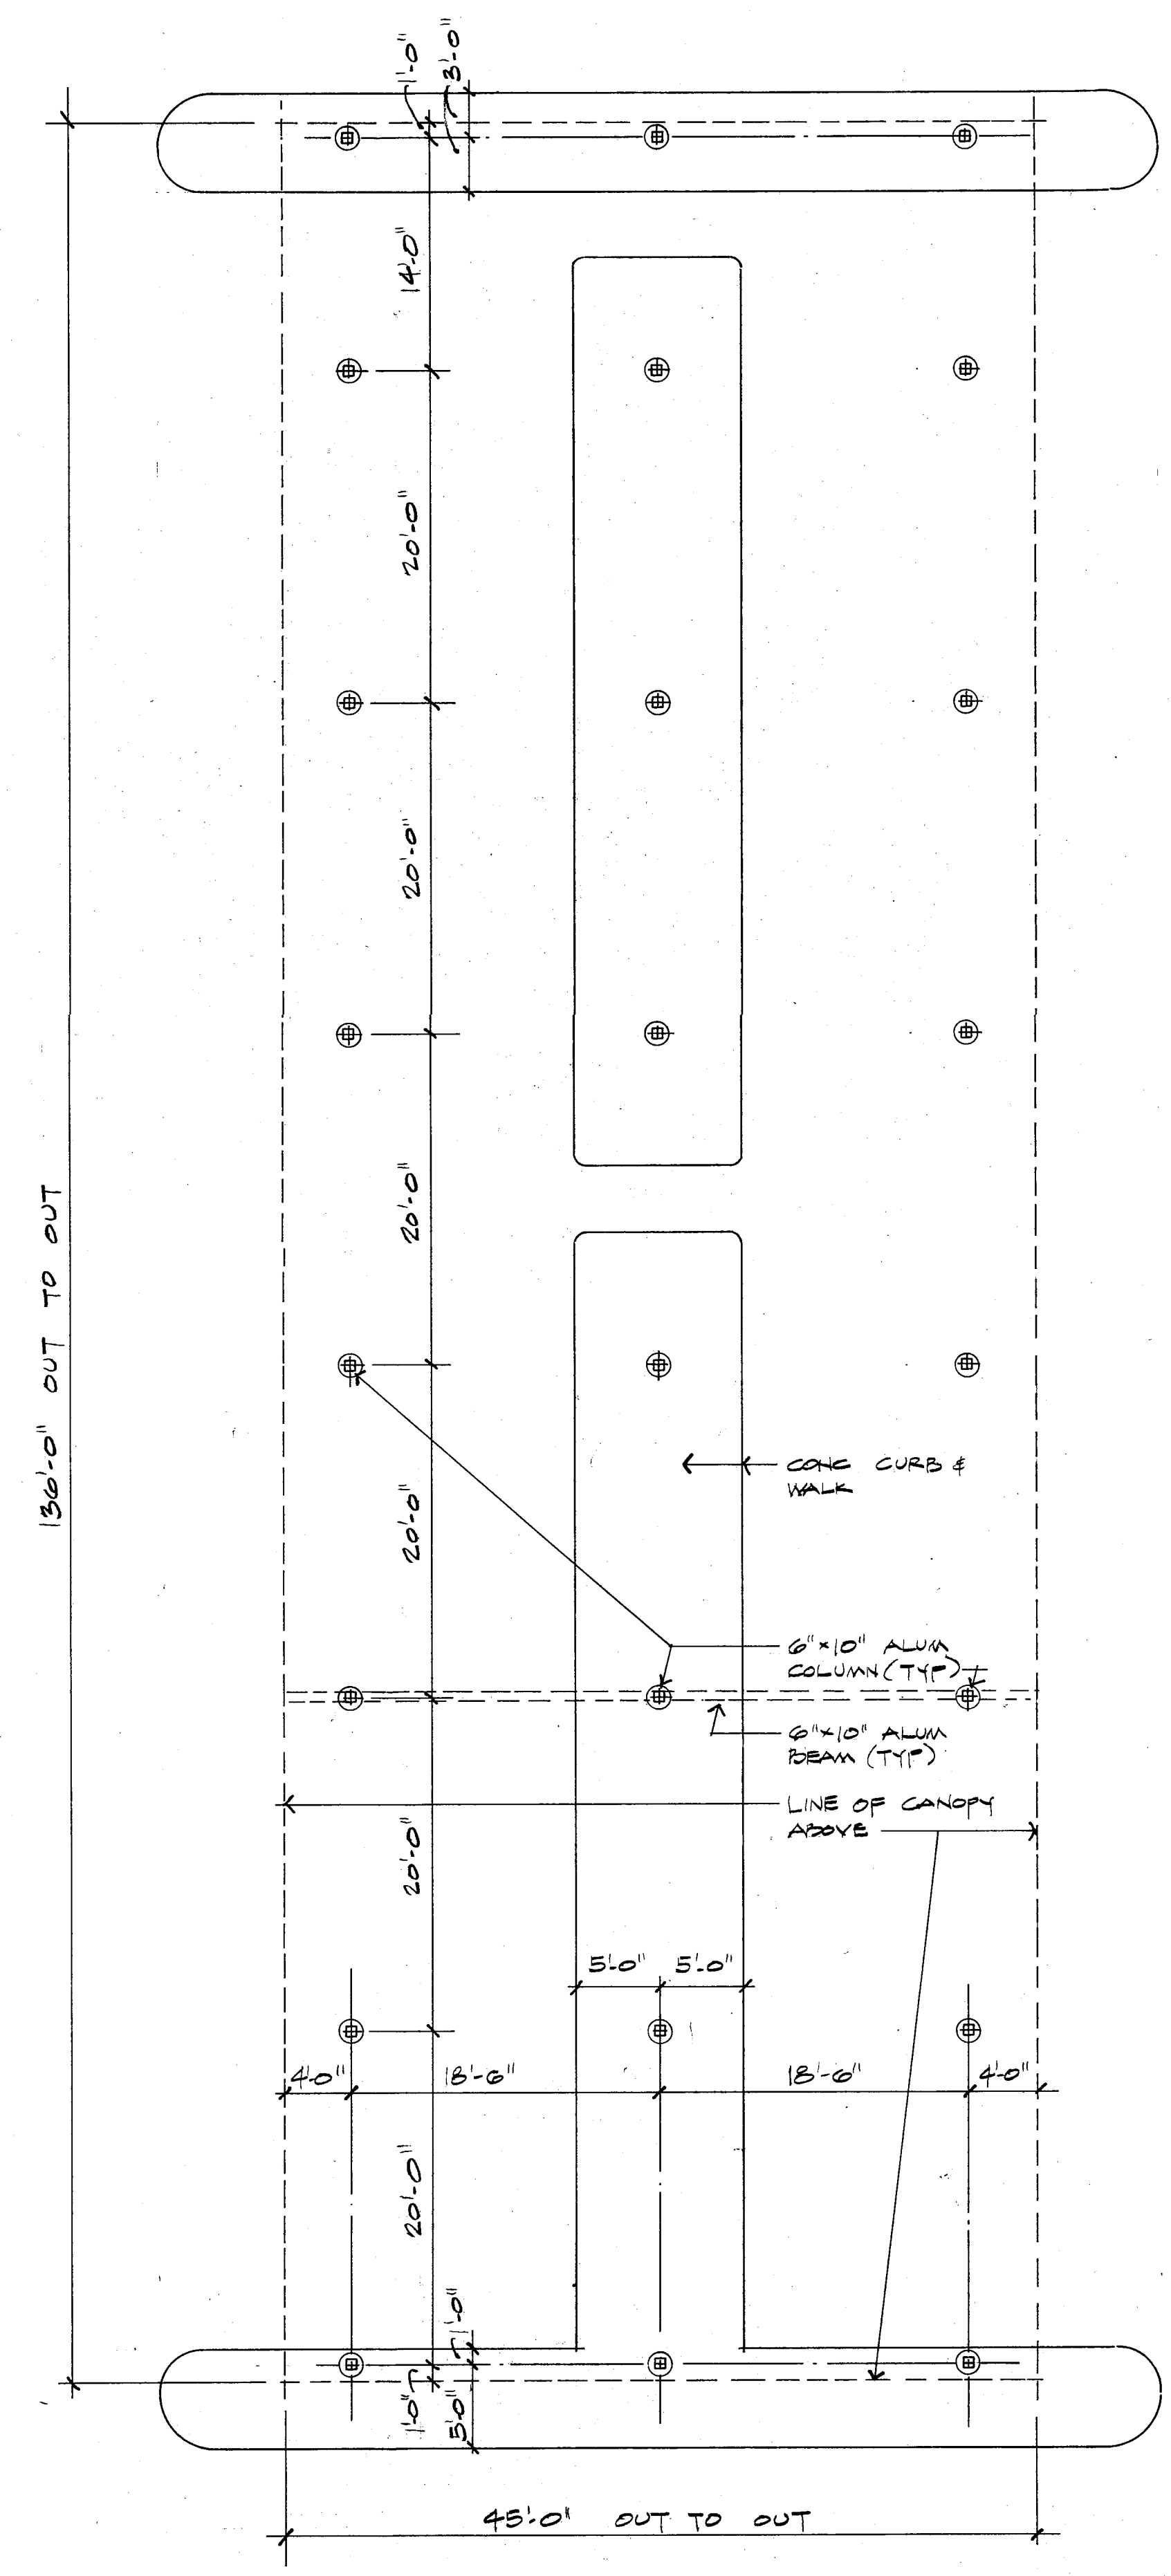 1'-0"
3'-0"
14'-0"
20'-0"
20'-0"
20'-0"
136'-0" OUT TO OUT
20'-0"
CONC CURB &
WALK
6"x10" ALUM
COLUMN (TYP)
6"x10" ALUM
BEAM (TYP)
LINE OF CANOPY
ABOVE
20'-0"
5'-0" 5'-0"
4'-0" 18'-6" 18'-6" 4'-0"
20'-0"
1'-0"
1'-0"
5'-0"
45'-0" OUT TO OUT